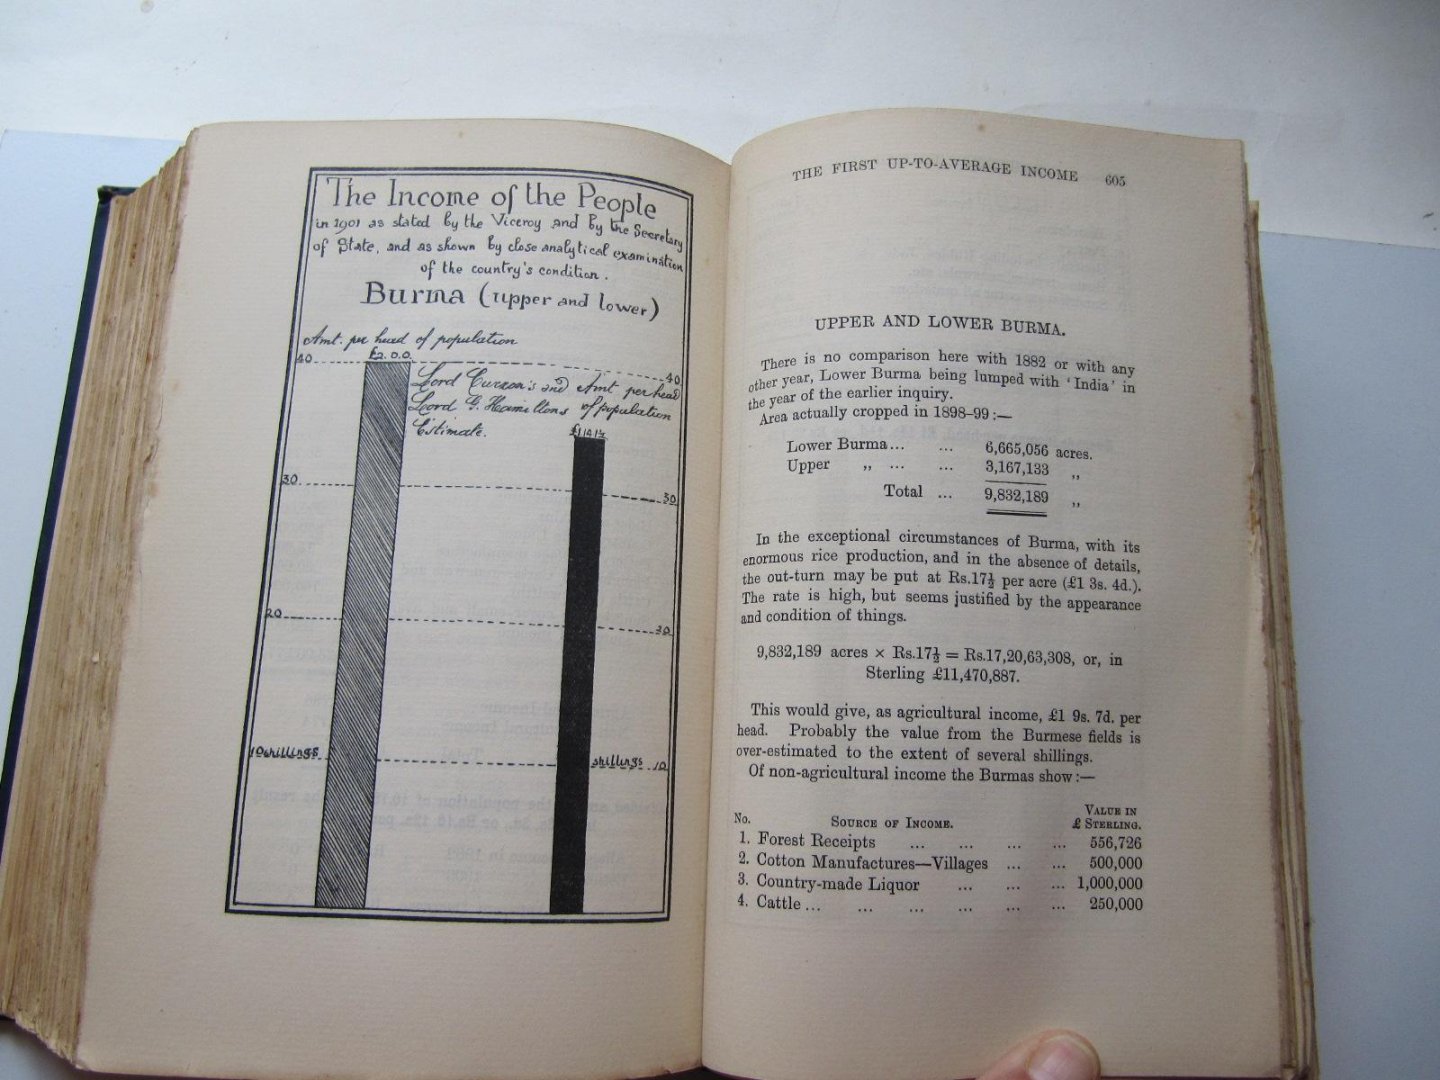 The Income of the People
in 1901 as stated by the Viceroy and by the Secretary
of State, and as shown by close analytical examination
of the country's condition.
Burma (upper and lower)
Amt. per head of population
£2.0.0.
40
40
Lord Curzon's and
Lord G. Hamiltons
Estimate.
Amt per head
of population
30
30
20
20
10 shillings
shillings 10
THE FIRST UP-TO-AVERAGE INCOME 605
UPPER AND LOWER BURMA.
There is no comparison here with 1882 or with any
other year, Lower Burma being lumped with 'India' in
the year of the earlier inquiry.
Area actually cropped in 1898-99 :—
Lower Burma... ... 6,665,056 acres.
Upper „ ... ... 3,167,133 „
Total ... 9,832,189 „
In the exceptional circumstances of Burma, with its
enormous rice production, and in the absence of details,
the out-turn may be put at Rs.17½ per acre (£1 3s. 4d.).
The rate is high, but seems justified by the appearance
and condition of things.
9,832,189 acres × Rs.17½ = Rs.17,20,63,308, or, in
Sterling £11,470,887.
This would give, as agricultural income, £1 9s. 7d. per
head. Probably the value from the Burmese fields is
over-estimated to the extent of several shillings.
Of non-agricultural income the Burmas show :—
No. SOURCE OF INCOME. VALUE IN £ STERLING.
1. Forest Receipts ... ... ... ... 556,726
2. Cotton Manufactures—Villages ... ... 500,000
3. Country-made Liquor ... ... ... 1,000,000
4. Cattle ... ... ... ... ... ... 250,000